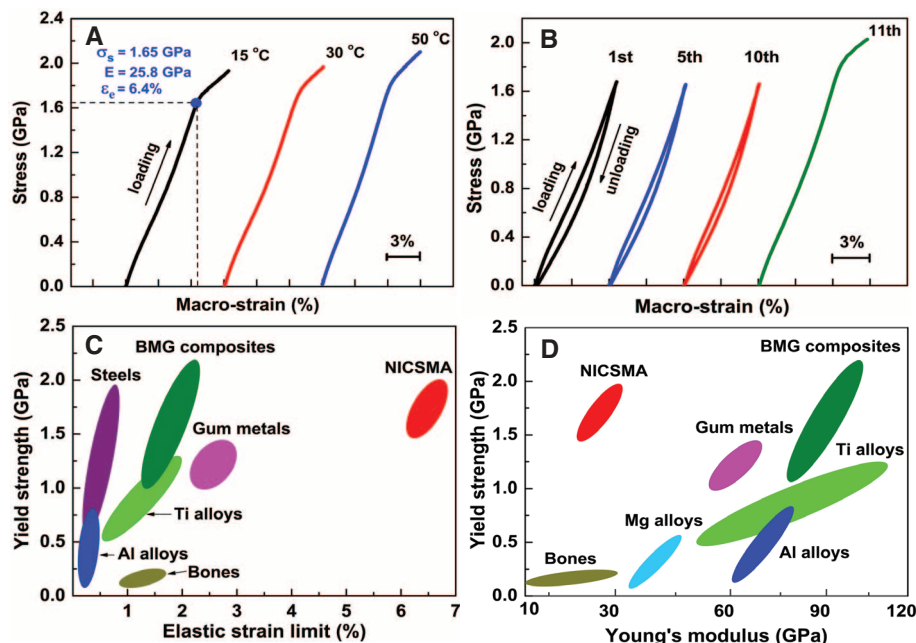 A
σs = 1.65 GPa
E = 25.8 GPa
εe = 6.4%
15 °C
30 °C
50 °C
loading
3%
2.4
2.0
1.6
1.2
0.8
0.4
0.0
Stress (GPa)
Macro-strain (%)
B
1st
5th
10th
11th
loading
unloading
3%
2.4
2.0
1.6
1.2
0.8
0.4
0.0
Stress (GPa)
Macro-strain (%)
C
BMG composites
Steels
NICSMA
Gum metals
Ti alloys
Al alloys
Bones
2.5
2.0
1.5
1.0
0.5
0.0
Yield strength (GPa)
1 2 3 4 5 6 7
Elastic strain limit (%)
D
BMG composites
NICSMA
Gum metals
Ti alloys
Mg alloys
Al alloys
Bones
2.5
2.0
1.5
1.0
0.5
0.0
Yield strength (GPa)
10 30 60 90 120
Young's modulus (GPa)